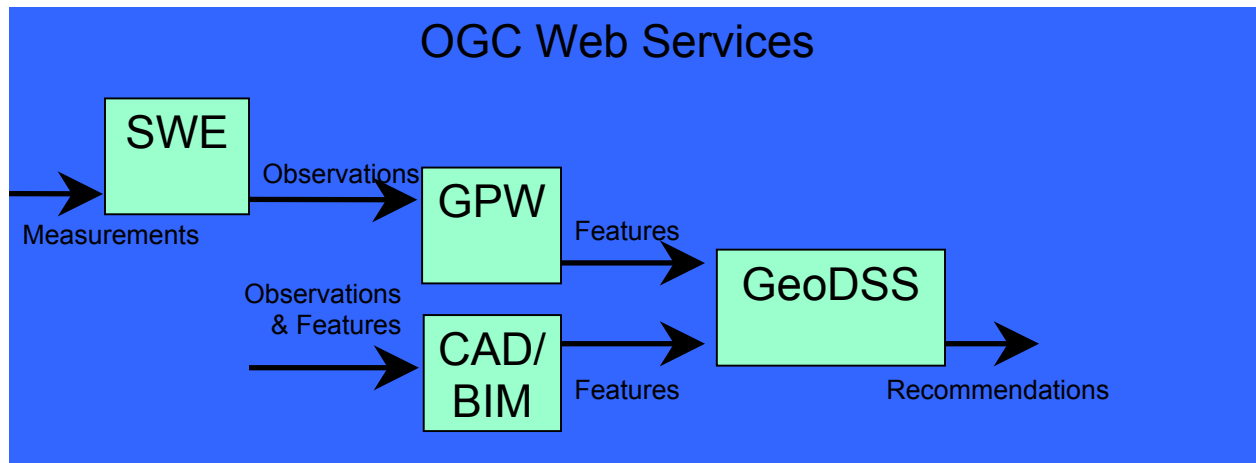 OGC Web Services
SWE
Observations
Measurements
GPW
Features
Observations
& Features
CAD/
BIM
Features
GeoDSS
Recommendations